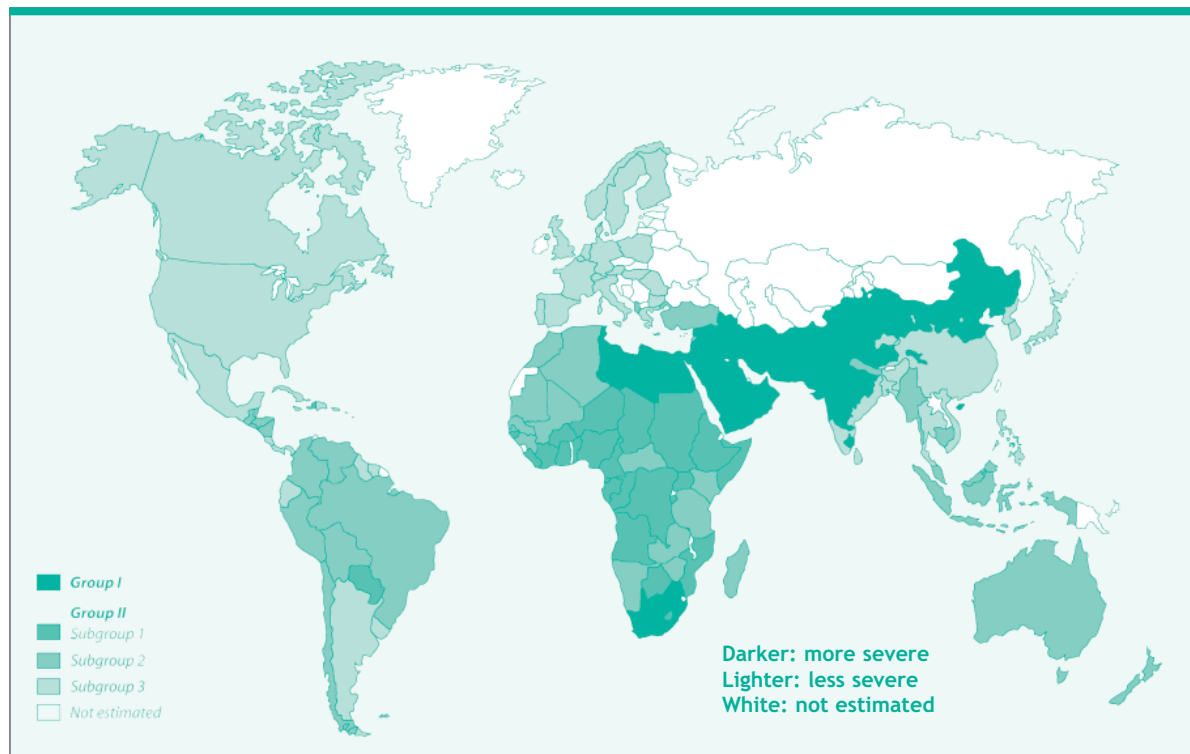 Group I
Group II
Subgroup 1
Subgroup 2
Subgroup 3
Not estimated
Darker: more severe
Lighter: less severe
White: not estimated